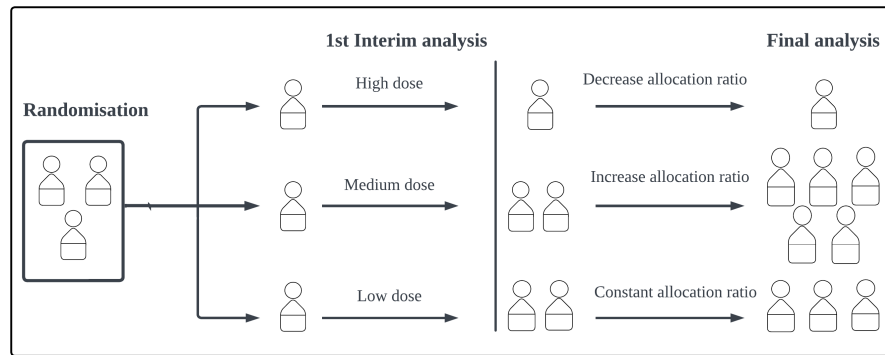 1st Interim analysis
Final analysis
Randomisation
High dose
Decrease allocation ratio
Medium dose
Increase allocation ratio
Low dose
Constant allocation ratio